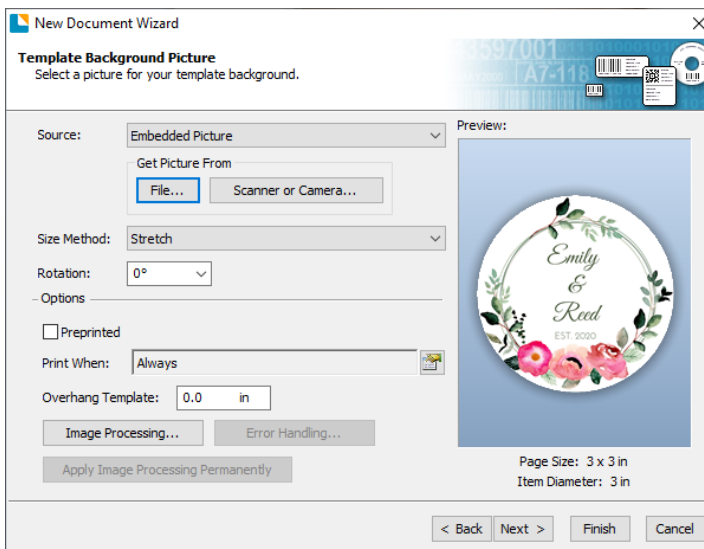 New Document Wizard
Template Background Picture
Select a picture for your template background.
3597001
A7-118
Source:
Embedded Picture
Get Picture From
File...
Scanner or Camera...
Size Method:
Stretch
Rotation:
0°
Options
Preprinted
Print When:
Always
Overhang Template:
0.0 in
Image Processing...
Error Handling...
Apply Image Processing Permanently
Preview:
Emily
&
Reed
EST. 2020
Page Size: 3 x 3 in
Item Diameter: 3 in
< Back
Next >
Finish
Cancel